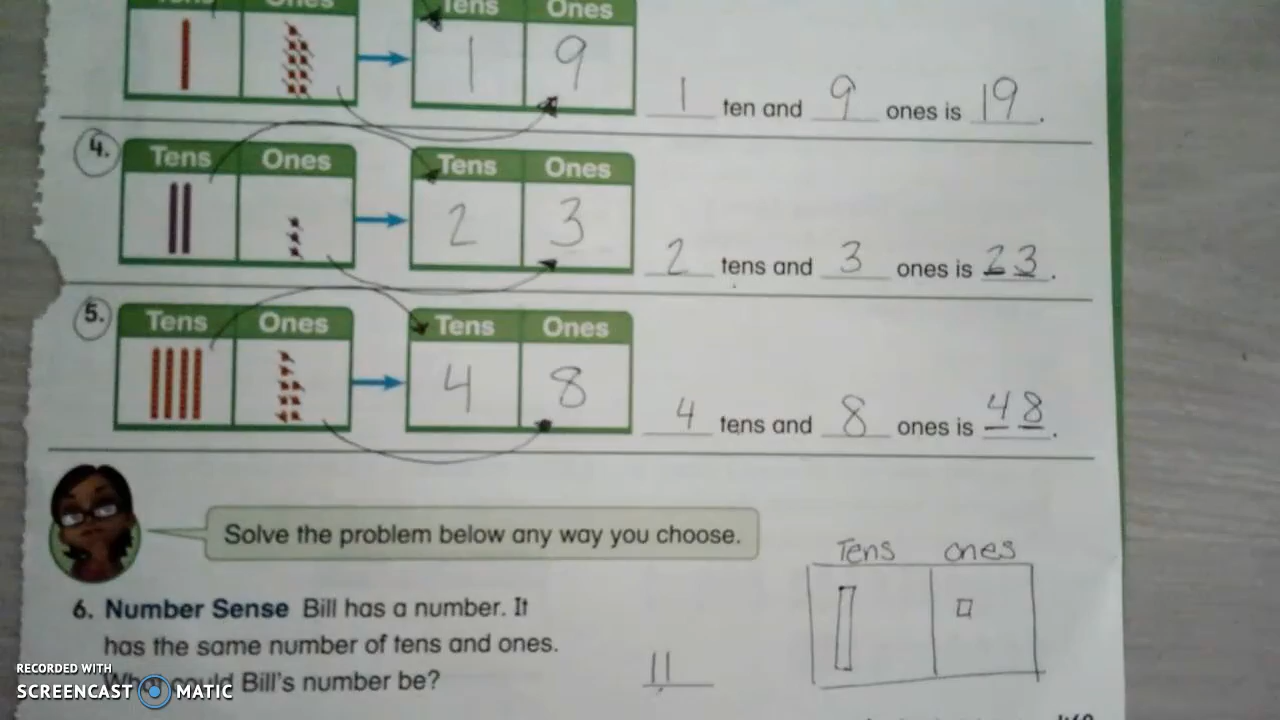 Tens Ones Tens Ones
1 9
1 ten and 9 ones is 19.
4. Tens Ones Tens Ones
2 3
2 tens and 3 ones is 23.
5. Tens Ones Tens Ones
4 8
4 tens and 8 ones is 48.
Solve the problem below any way you choose.
Tens ones
6. Number Sense Bill has a number. It
has the same number of tens and ones.
What could Bill's number be? 11
RECORDED WITH
SCREENCAST MATIC